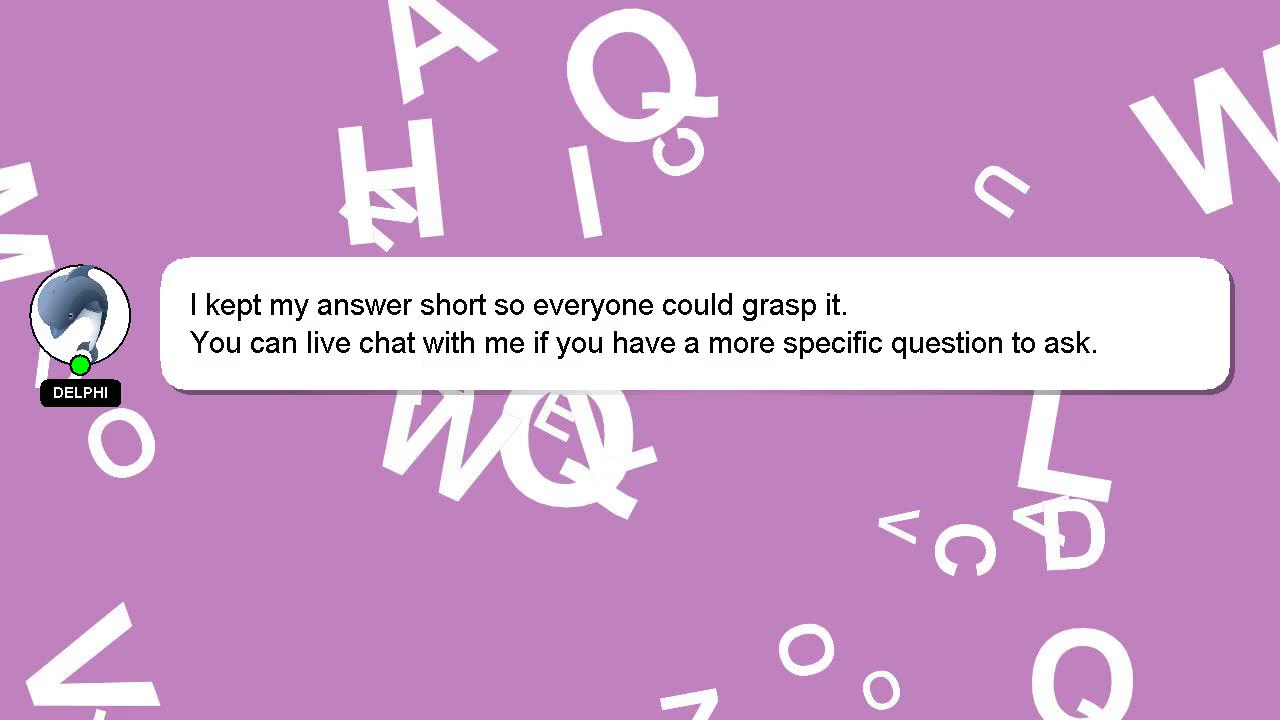 I kept my answer short so everyone could grasp it.
You can live chat with me if you have a more specific question to ask.
DELPHI
A
Q
W
H
C
I
U
M
N
O
W
Q
E
L
V
C
A
D
V
O
O
Q
Z